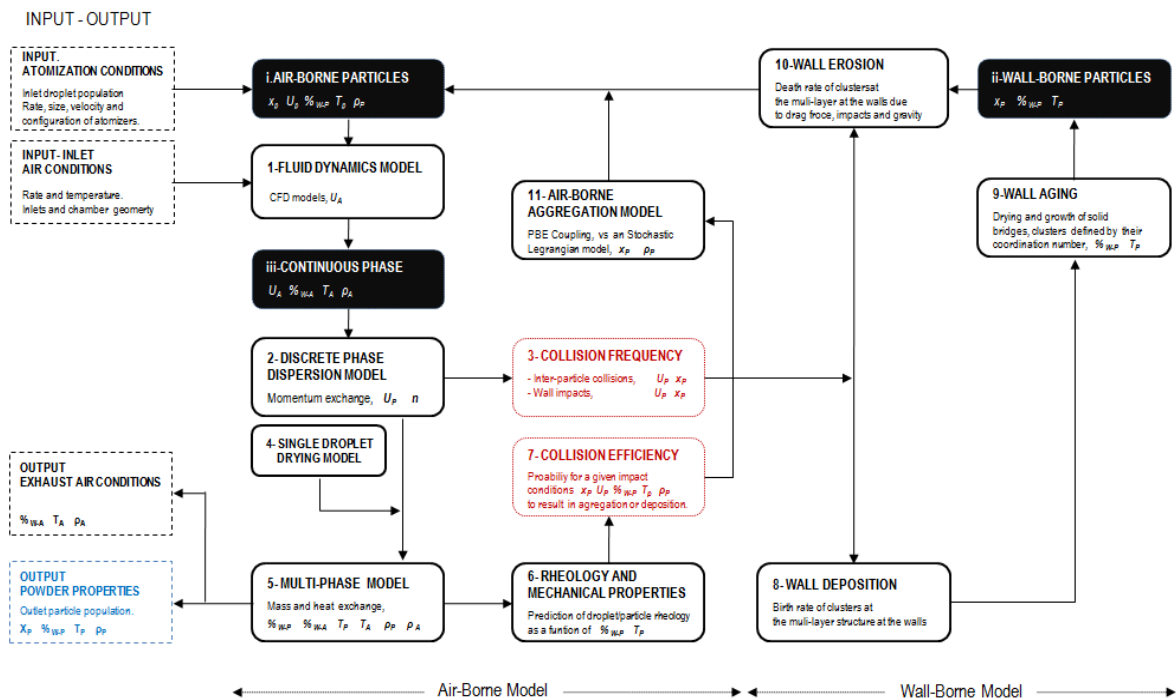 INPUT - OUTPUT
INPUT.
ATOMIZATION CONDITIONS
Inlet droplet population
Rate, size, velocity and
configuration of atomizers.
i.AIR-BORNE PARTICLES
x₀ U₀ %W-P T₀ ρP
10-WALL EROSION
Death rate of clustersat
the muli-layer at the walls due
to drag froce, impacts and gravity
ii-WALL-BORNE PARTICLES
xP %W-P TP
INPUT- INLET
AIR CONDITIONS
Rate and temperature.
Inlets and chamber geomerty
1-FLUID DYNAMICS MODEL
CFD models, UA
11- AIR-BORNE
AGGREGATION MODEL
PBE Coupling, vs an Stochastic
Legrangian model, xP ρP
9-WALL AGING
Drying and growth of solid
bridges, clusters defined by their
coordination number, %W-P TP
iii-CONTINUOUS PHASE
UA %W-A TA ρA
2- DISCRETE PHASE
DISPERSION MODEL
Momentum exchange, UP n
3- COLLISION FREQUENCY
- Inter-particle collisions, UP xP
- Wall impacts, UP xP
4- SINGLE DROPLET
DRYING MODEL
7- COLLISION EFFICIENCY
Probabiliy for a given impact
conditions xP UP %W-P TP ρP
to result in agregation or deposition.
OUTPUT
EXHAUST AIR CONDITIONS
%W-A TA ρA
OUTPUT
POWDER PROPERTIES
Outlet particle population.
XP %W-P TP ρP
5- MULTI-PHASE MODEL
Mass and heat exchange,
%W-P %W-A TP TA ρP ρA
6- RHEOLOGY AND
MECHANICAL PROPERTIES
Prediction of droplet/particle rheology
as a funtion of %W-P TP
8- WALL DEPOSITION
Birth rate of clusters at
the muli-layer structure at the walls
Air-Borne Model
Wall-Borne Model